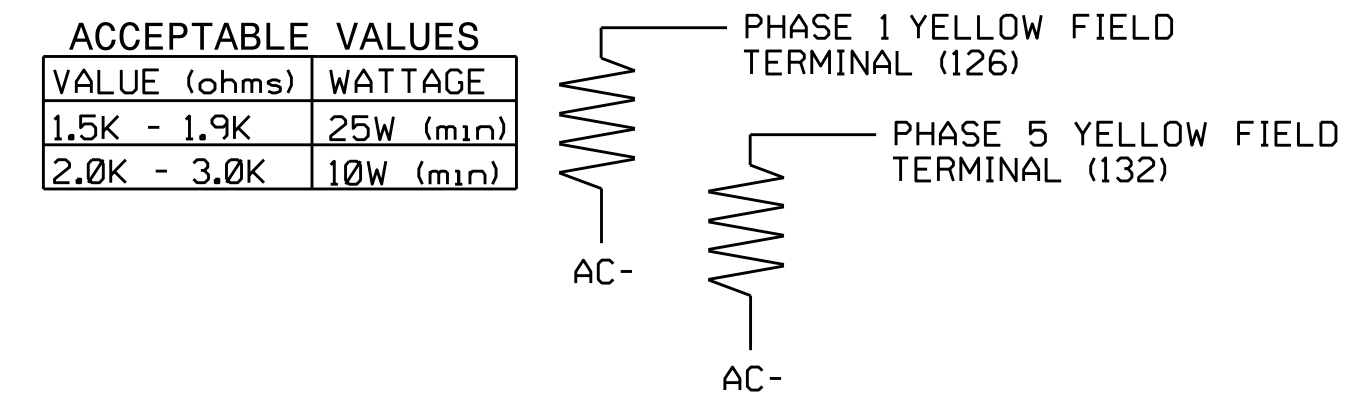 ACCEPTABLE VALUES
VALUE (ohms) WATTAGE
1.5K - 1.9K 25W (min)
2.0K - 3.0K 10W (min)
PHASE 1 YELLOW FIELD
TERMINAL (126)
AC-
PHASE 5 YELLOW FIELD
TERMINAL (132)
AC-